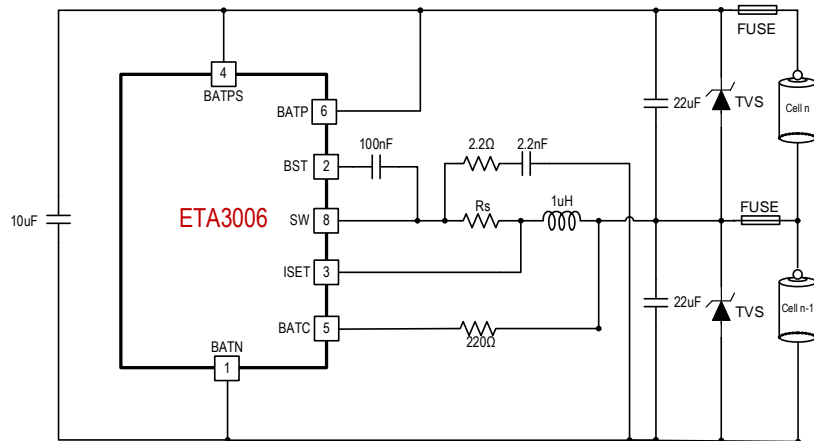 FUSE
4
BATPS
BATP
6
22uF
TVS
Cell n
100nF
2.2Ω
2.2nF
BST
2
ETA3006
10uF
SW
8
Rs
1uH
FUSE
ISET
3
22uF
TVS
Cell n-1
BATC
5
220Ω
BATN
1